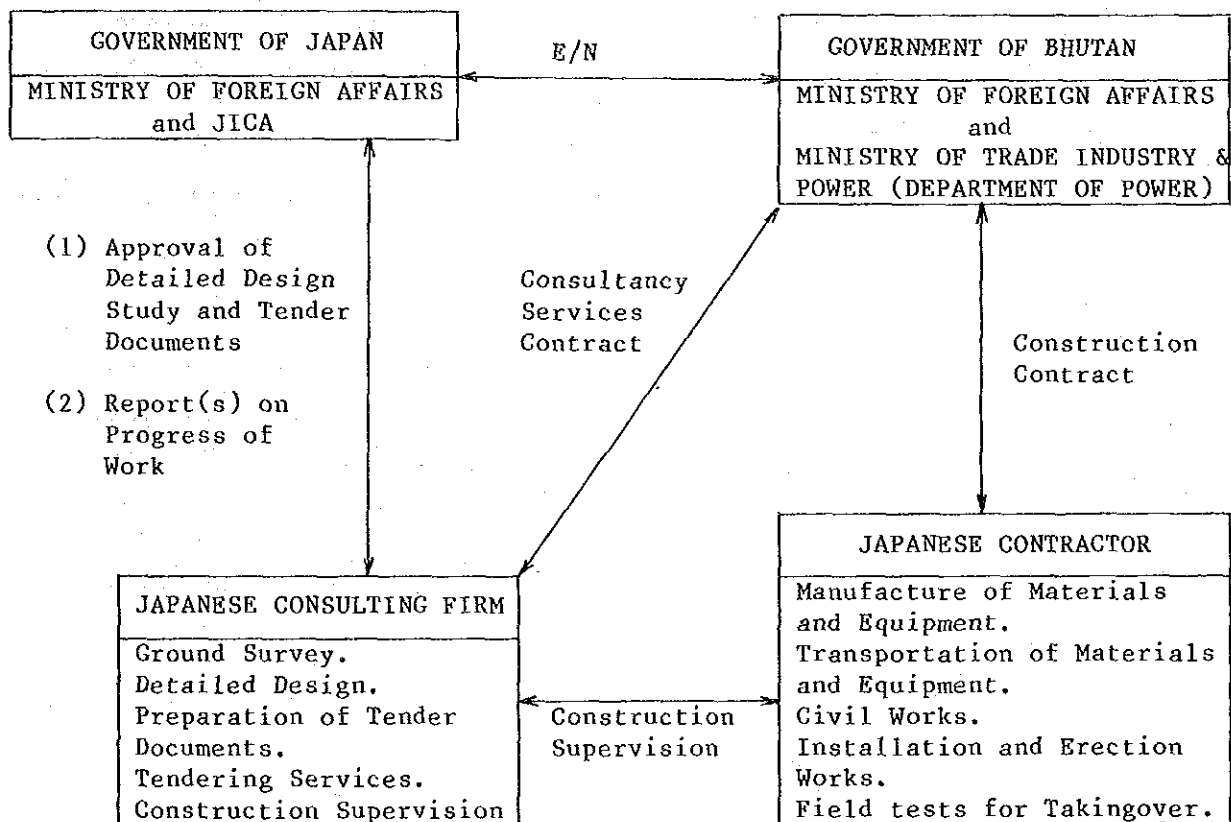 GOVERNMENT OF JAPAN
MINISTRY OF FOREIGN AFFAIRS
and JICA
E/N
GOVERNMENT OF BHUTAN
MINISTRY OF FOREIGN AFFAIRS
and
MINISTRY OF TRADE INDUSTRY &
POWER (DEPARTMENT OF POWER)
(1) Approval of
Detailed Design
Study and Tender
Documents
(2) Report(s) on
Progress of
Work
Consultancy
Services
Contract
Construction
Contract
JAPANESE CONSULTING FIRM
Ground Survey.
Detailed Design.
Preparation of Tender
Documents.
Tendering Services.
Construction Supervision
Construction
Supervision
JAPANESE CONTRACTOR
Manufacture of Materials
and Equipment.
Transportation of Materials
and Equipment.
Civil Works.
Installation and Erection
Works.
Field tests for Takingover.